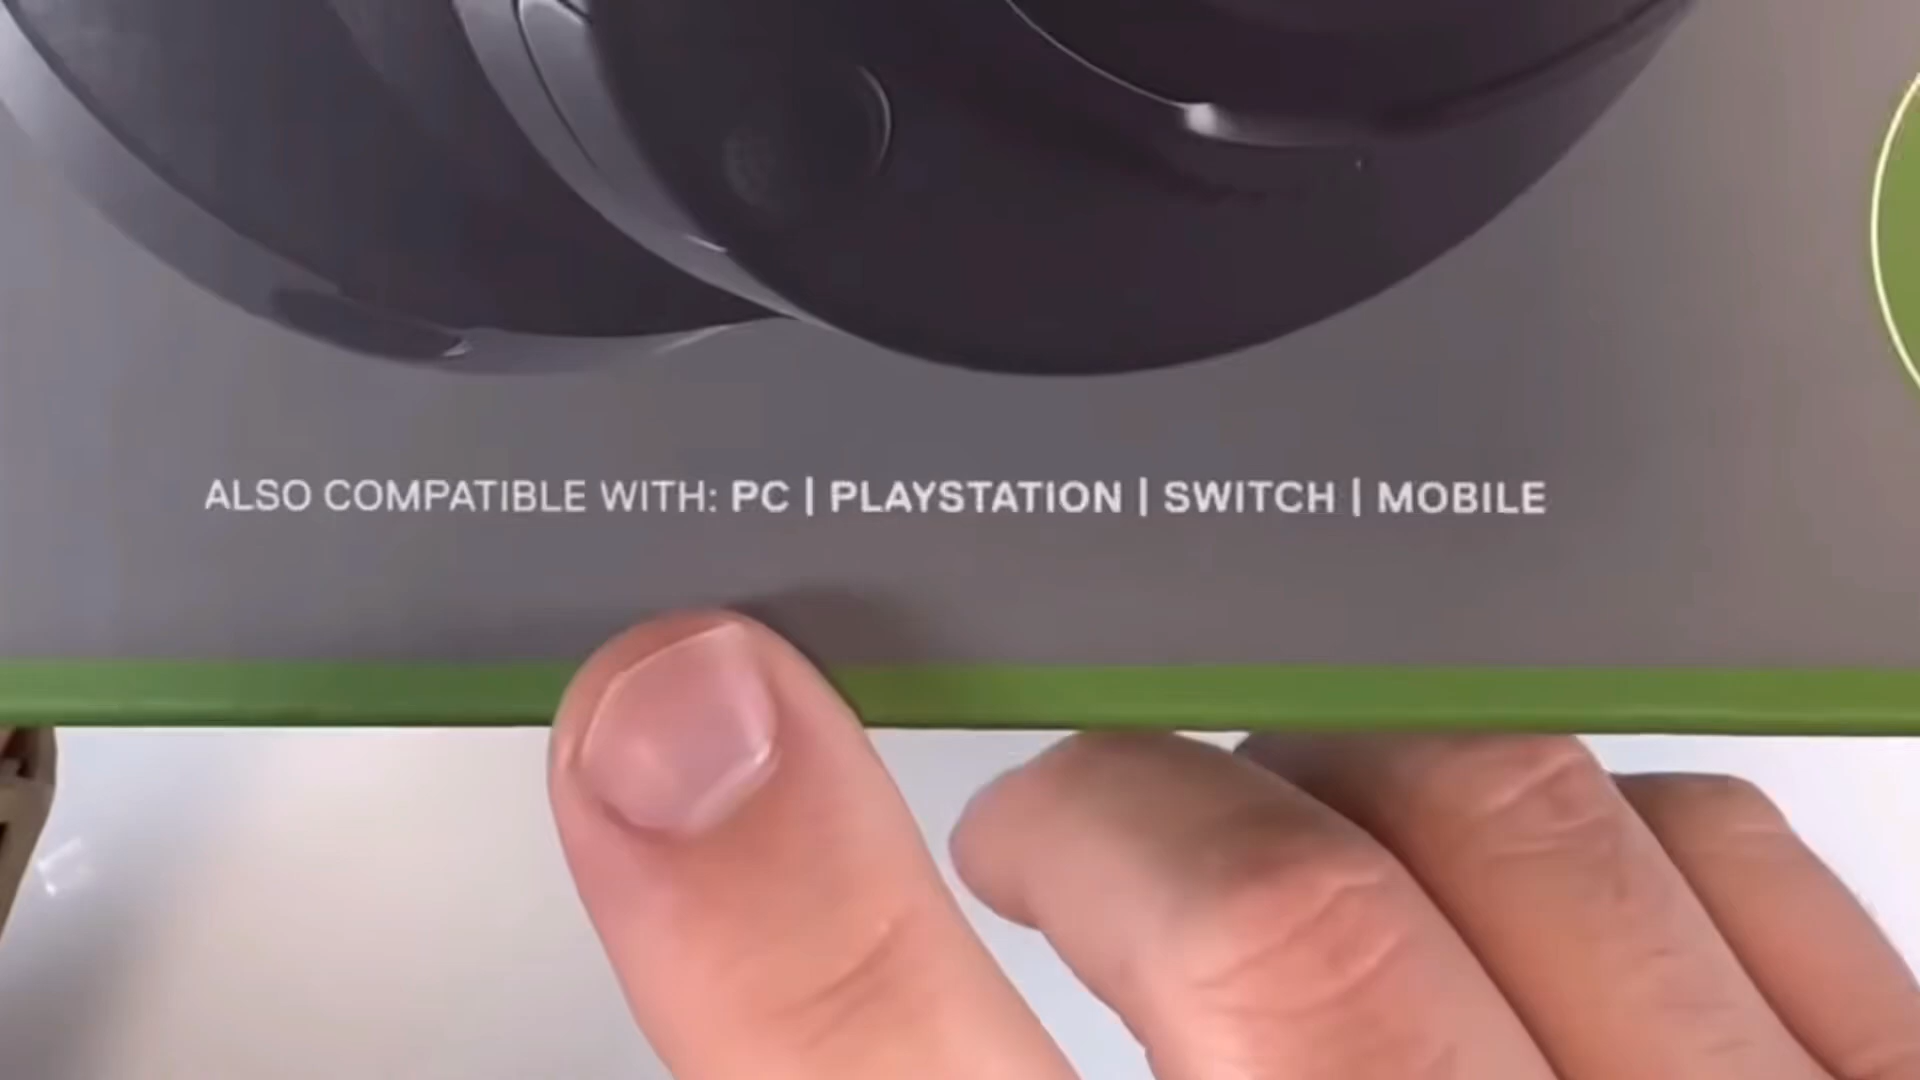 ALSO COMPATIBLE WITH: PC | PLAYSTATION | SWITCH | MOBILE